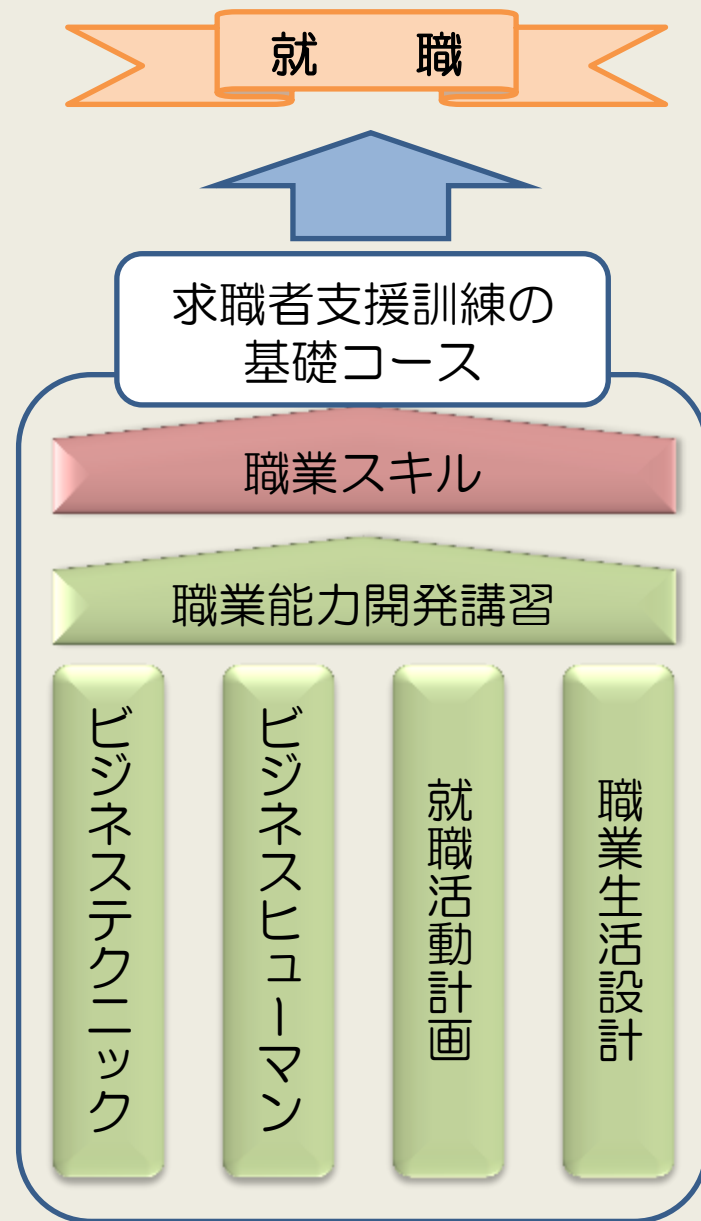 就　職
求職者支援訓練の
基礎コース
職業スキル
職業能力開発講習
ビジネステクニック
ビジネスヒューマン
就職活動計画
職業生活設計